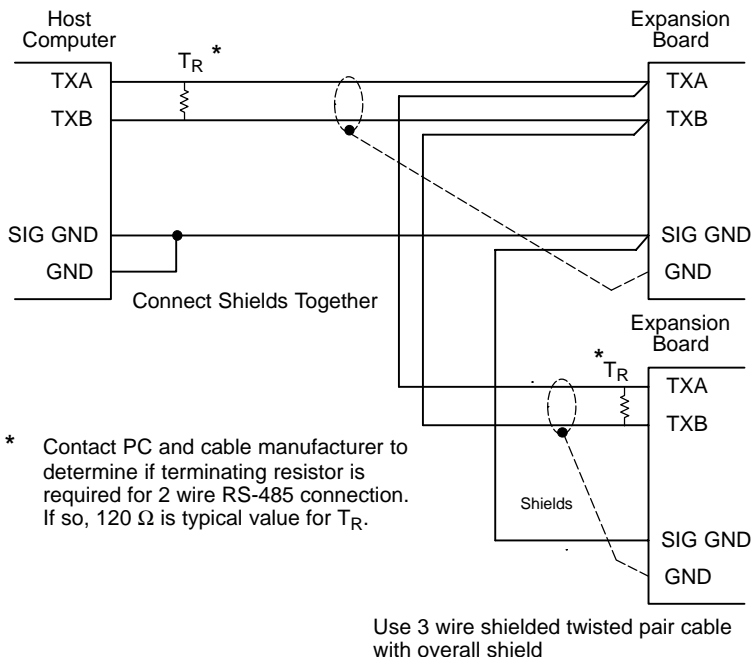 Host
Computer
Expansion
Board
T_R *
TXA
TXB
SIG GND
GND
TXA
TXB
SIG GND
GND
Connect Shields Together
Expansion
Board
* T_R
TXA
TXB
SIG GND
GND
* Contact PC and cable manufacturer to
determine if terminating resistor is
required for 2 wire RS-485 connection.
If so, 120 Ω is typical value for T_R.
Shields
Use 3 wire shielded twisted pair cable
with overall shield